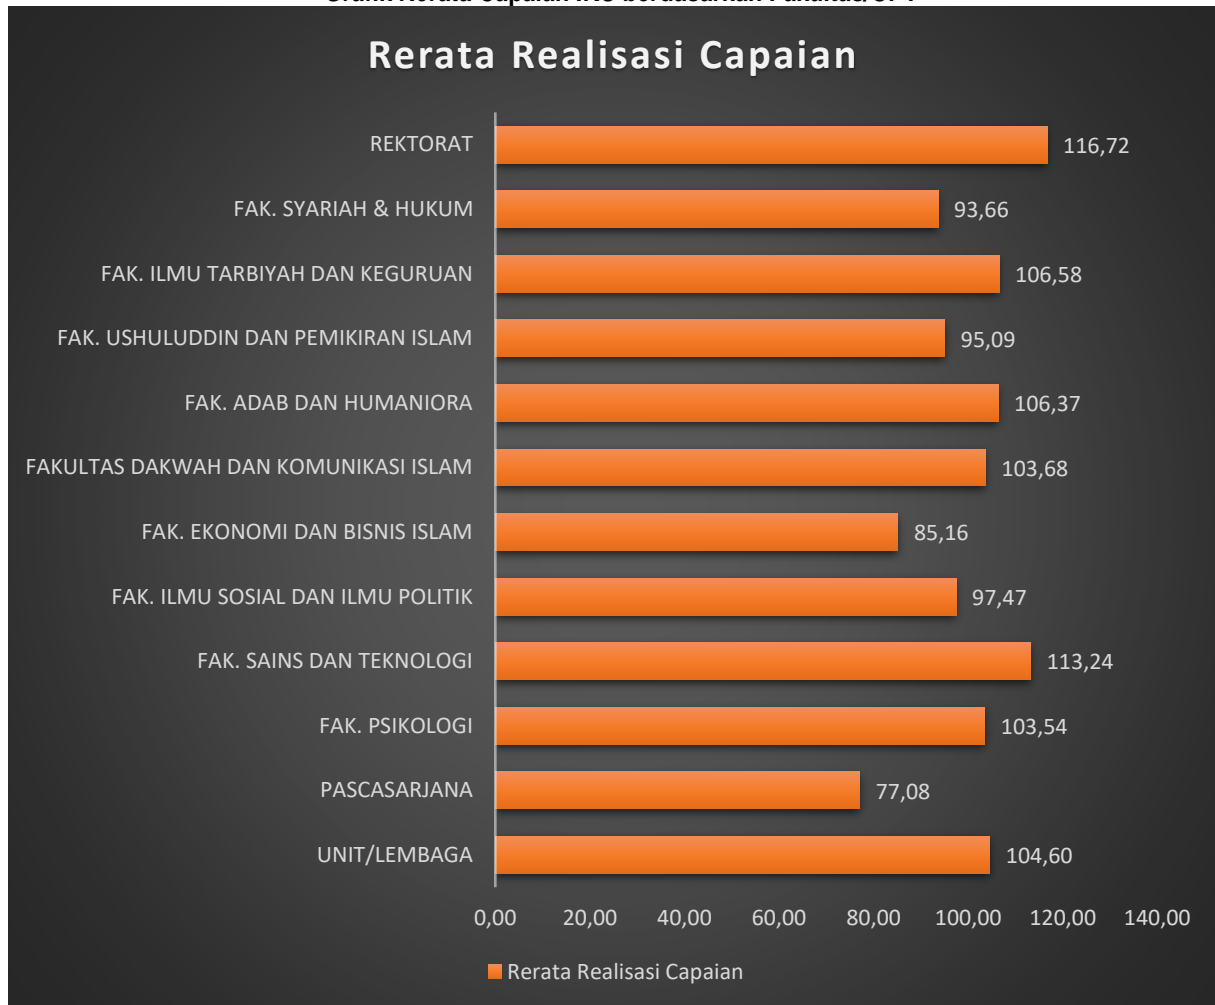 Rerata Realisasi Capaian
REKTORAT
116,72
FAK. SYARIAH & HUKUM
93,66
FAK. ILMU TARBIYAH DAN KEGURUAN
106,58
FAK. USHULUDDIN DAN PEMIKIRAN ISLAM
95,09
FAK. ADAB DAN HUMANIORA
106,37
FAKULTAS DAKWAH DAN KOMUNIKASI ISLAM
103,68
FAK. EKONOMI DAN BISNIS ISLAM
85,16
FAK. ILMU SOSIAL DAN ILMU POLITIK
97,47
FAK. SAINS DAN TEKNOLOGI
113,24
FAK. PSIKOLOGI
103,54
PASCASARJANA
77,08
UNIT/LEMBAGA
104,60
0,00 20,00 40,00 60,00 80,00 100,00 120,00 140,00
Rerata Realisasi Capaian